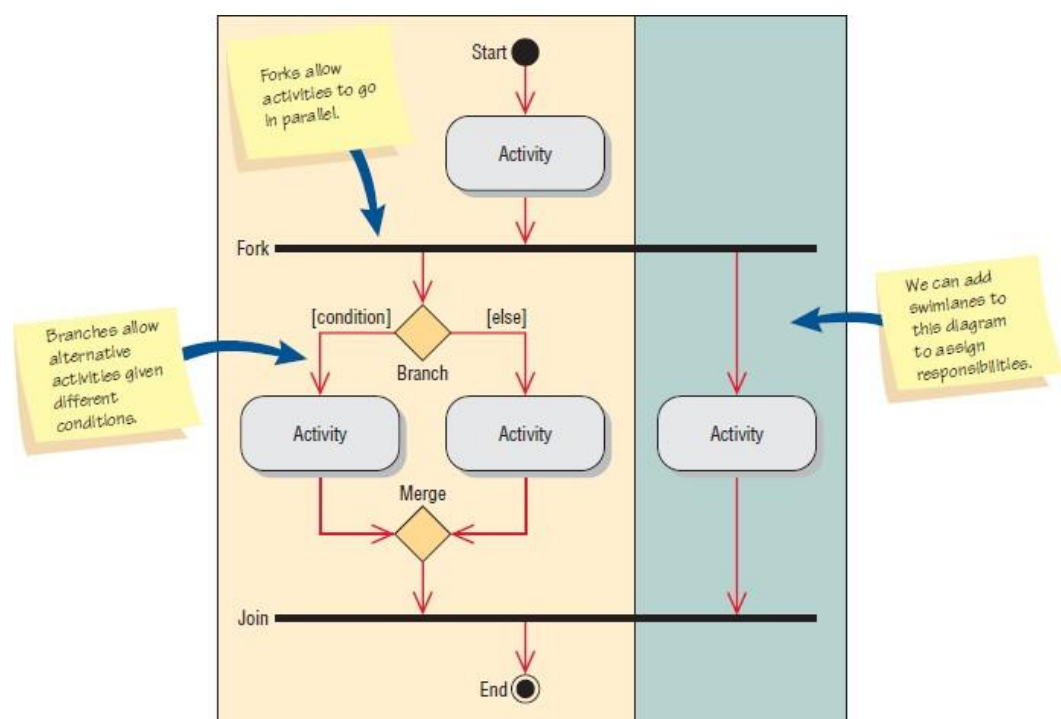 Forks allow
activities to go
in parallel.
Start
Activity
Fork
[condition]
[else]
Branch
Branches allow
alternative
activities given
different
conditions.
We can add
swimlanes to
this diagram
to assign
responsibilities.
Activity
Activity
Activity
Merge
Join
End